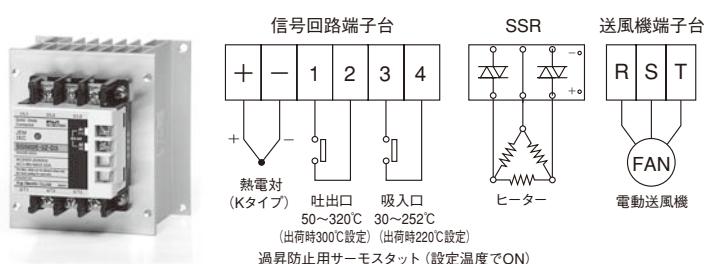 信号回路端子台
SSR
送風機端子台
+ − 1 2 3 4
R S T
−
+
+ −
FAN
熱電対
(Kタイプ)
吐出口
50〜320℃
(出荷時300℃設定)
吸入口
30〜252℃
(出荷時220℃設定)
ヒーター
電動送風機
過昇防止用サーモスタット (設定温度でON)